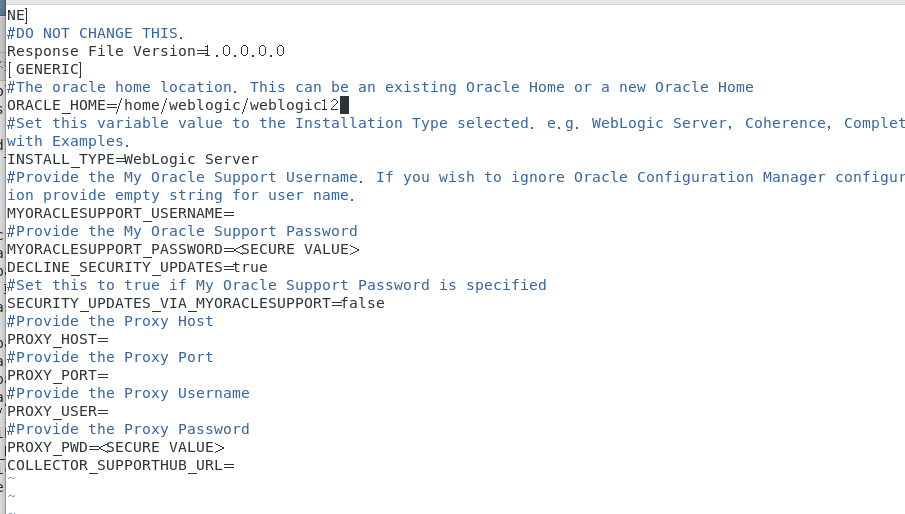 NE]
#DO NOT CHANGE THIS.
Response File Version=1.0.0.0.0
[GENERIC]
#The oracle home location. This can be an existing Oracle Home or a new Oracle Home
ORACLE_HOME=/home/weblogic/weblogic12
#Set this variable value to the Installation Type selected. e.g. WebLogic Server, Coherence, Complet
with Examples.
INSTALL_TYPE=WebLogic Server
#Provide the My Oracle Support Username. If you wish to ignore Oracle Configuration Manager configur
ion provide empty string for user name.
MYORACLESUPPORT_USERNAME=
#Provide the My Oracle Support Password
MYORACLESUPPORT_PASSWORD=<SECURE VALUE>
DECLINE_SECURITY_UPDATES=true
#Set this to true if My Oracle Support Password is specified
SECURITY_UPDATES_VIA_MYORACLESUPPORT=false
#Provide the Proxy Host
PROXY_HOST=
#Provide the Proxy Port
PROXY_PORT=
#Provide the Proxy Username
PROXY_USER=
#Provide the Proxy Password
PROXY_PWD=<SECURE VALUE>
COLLECTOR_SUPPORTHUB_URL=
~
~
~